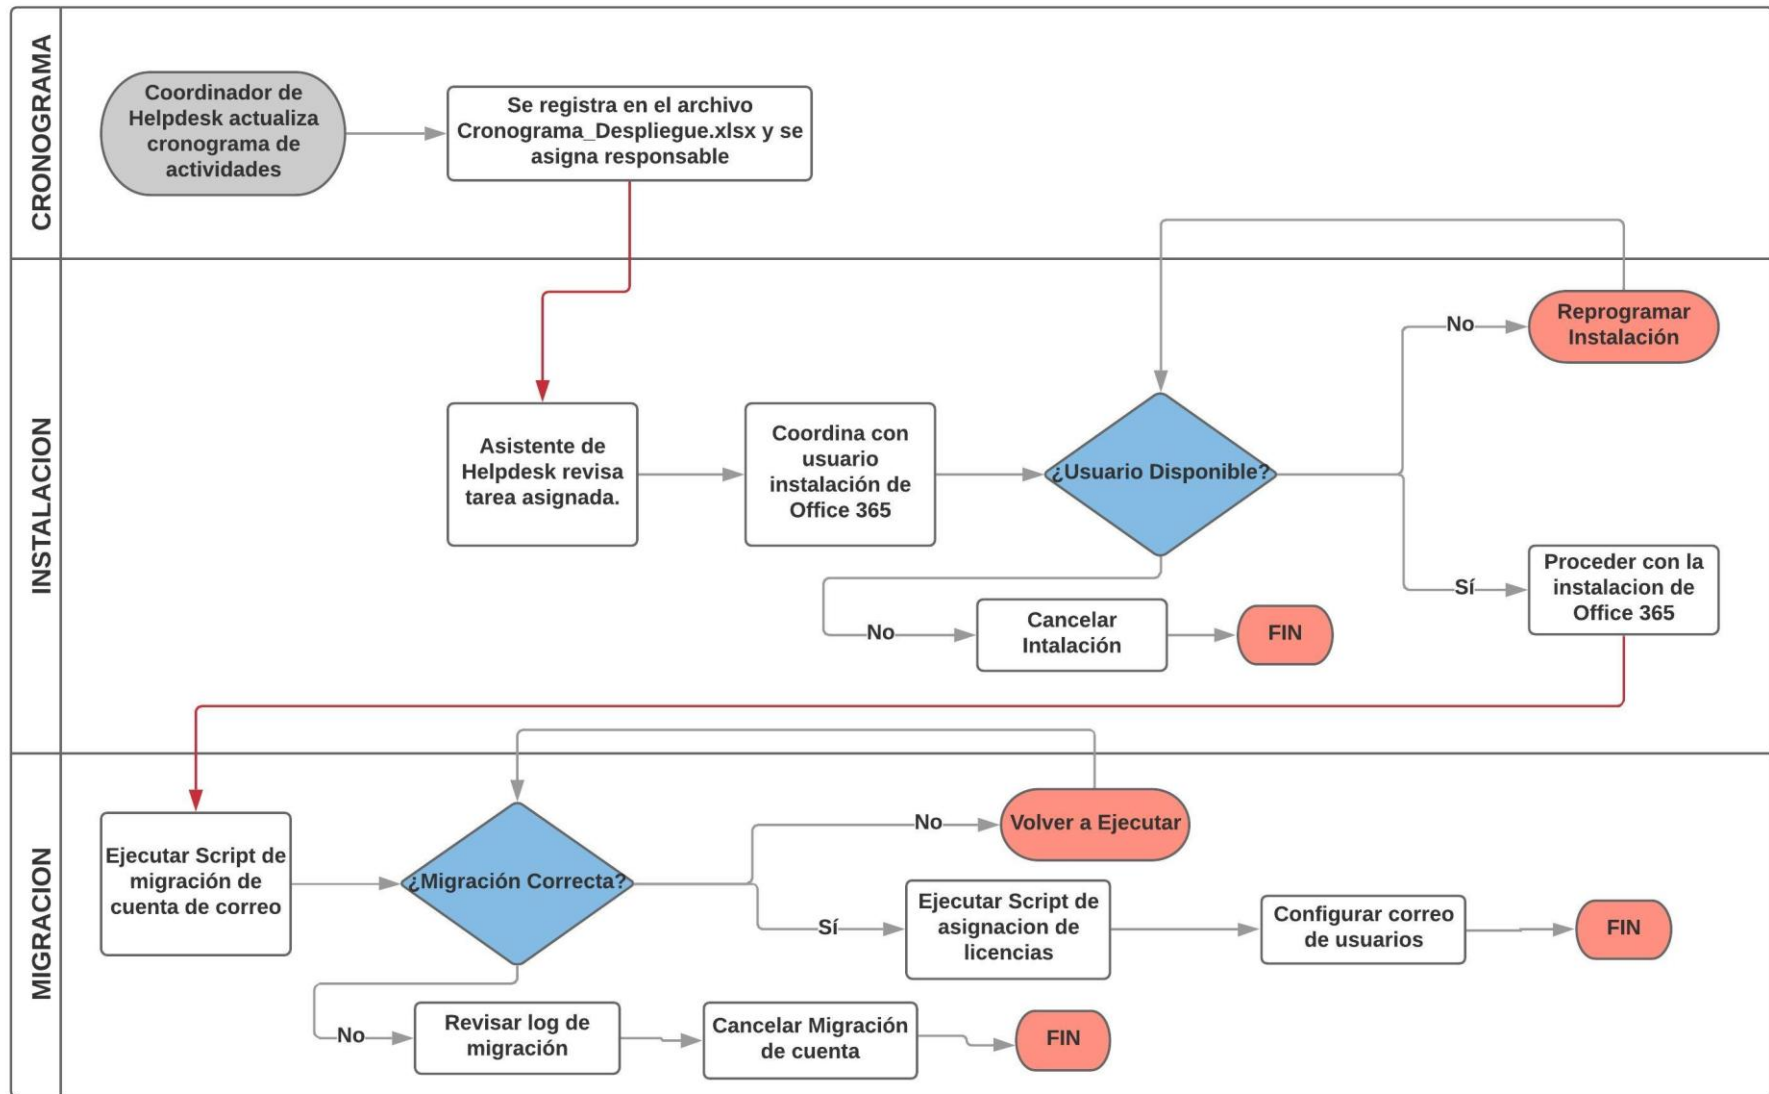 CRONOGRAMA
Coordinador de
Helpdesk actualiza
cronograma de
actividades
Se registra en el archivo
Cronograma_Despliegue.xlsx y se
asigna responsable
INSTALACION
Asistente de
Helpdesk revisa
tarea asignada.
Coordina con
usuario
instalación de
Office 365
¿Usuario Disponible?
No
Reprogramar
Instalación
Sí
Proceder con la
instalacion de
Office 365
No
Cancelar
Intalación
FIN
MIGRACION
Ejecutar Script de
migración de
cuenta de correo
¿Migración Correcta?
No
Volver a Ejecutar
Sí
Ejecutar Script de
asignacion de
licencias
Configurar correo
de usuarios
FIN
No
Revisar log de
migración
Cancelar Migración
de cuenta
FIN